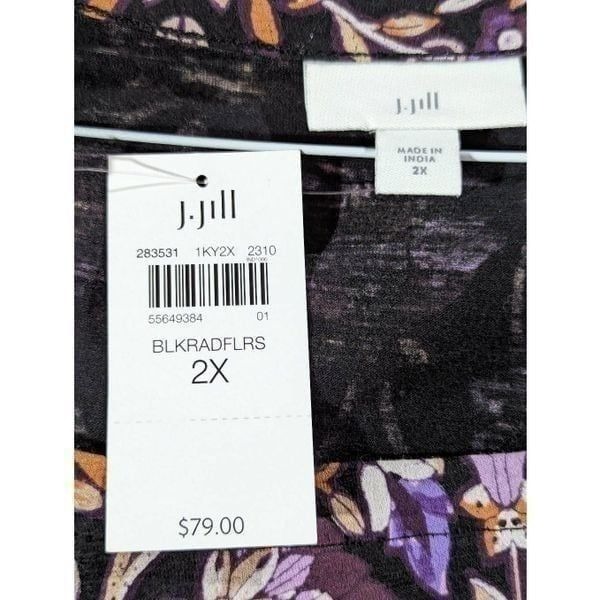 J.Jill
MADE IN
INDIA
2X
J.Jill
283531 1KY2X 2310
55649384 01
BLKRADFLRS
2X
$79.00